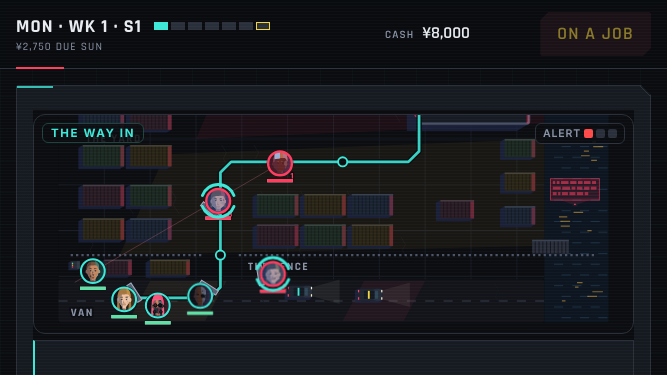 MON · WK 1 · S1
¥2,750 DUE SUN
CASH ¥8,000
ON A JOB
THE WAY IN
ALERT
VAN